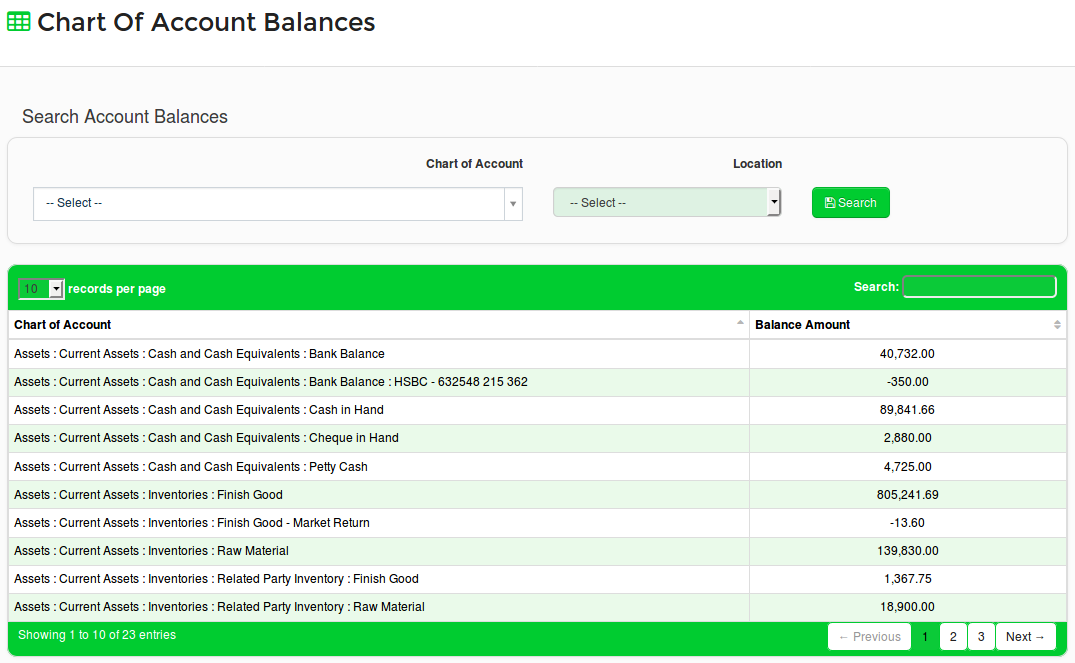 Chart Of Account Balances
Search Account Balances
Chart of Account Location
-- Select -- -- Select -- Search
10 records per page Search:
Chart of Account Balance Amount
Assets : Current Assets : Cash and Cash Equivalents : Bank Balance 40,732.00
Assets : Current Assets : Cash and Cash Equivalents : Bank Balance : HSBC - 632548 215 362 -350.00
Assets : Current Assets : Cash and Cash Equivalents : Cash in Hand 89,841.66
Assets : Current Assets : Cash and Cash Equivalents : Cheque in Hand 2,880.00
Assets : Current Assets : Cash and Cash Equivalents : Petty Cash 4,725.00
Assets : Current Assets : Inventories : Finish Good 805,241.69
Assets : Current Assets : Inventories : Finish Good - Market Return -13.60
Assets : Current Assets : Inventories : Raw Material 139,830.00
Assets : Current Assets : Inventories : Related Party Inventory : Finish Good 1,367.75
Assets : Current Assets : Inventories : Related Party Inventory : Raw Material 18,900.00
Showing 1 to 10 of 23 entries ← Previous 1 2 3 Next →